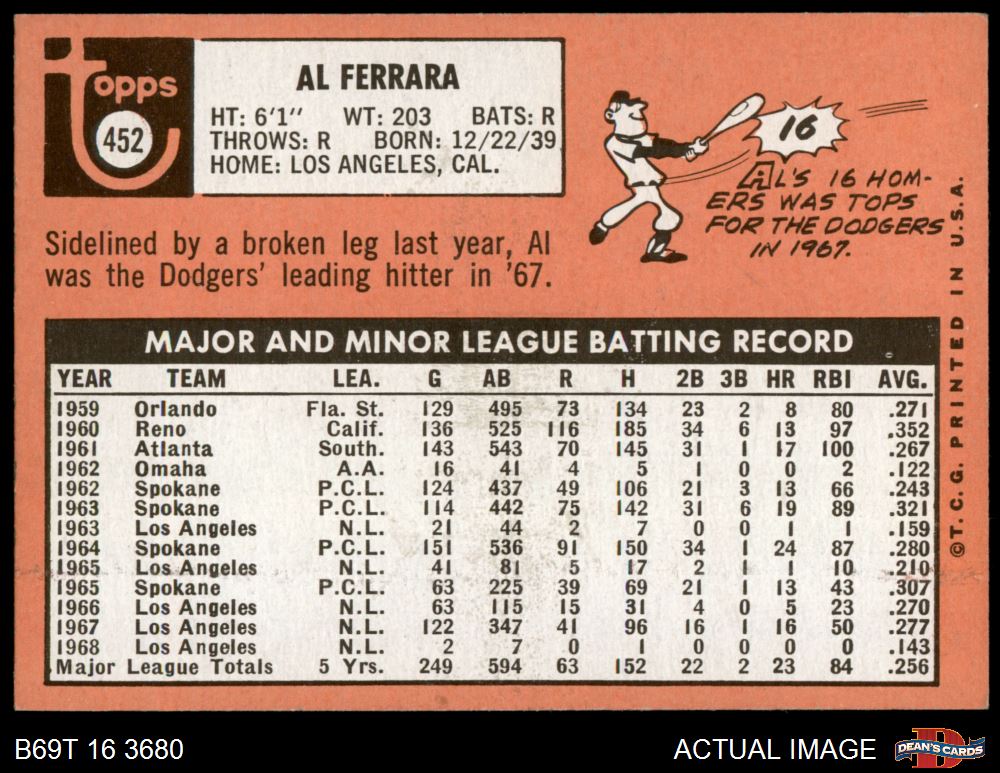 topps
452
AL FERRARA
HT: 6'1" WT: 203 BATS: R
THROWS: R BORN: 12/22/39
HOME: LOS ANGELES, CAL.
Sidelined by a broken leg last year, Al
was the Dodgers' leading hitter in '67.
16
AL'S 16 HOM-
ERS WAS TOPS
FOR THE DODGERS
IN 1967.
©T.C.G. PRINTED IN U.S.A.
MAJOR AND MINOR LEAGUE BATTING RECORD
YEAR TEAM LEA. G AB R H 2B 3B HR RBI AVG.
1959 Orlando Fla. St. 129 495 73 134 23 2 8 80 .271
1960 Reno Calif. 136 525 116 185 34 6 13 97 .352
1961 Atlanta South. 143 543 70 145 31 1 17 100 .267
1962 Omaha A.A. 16 41 4 5 1 0 0 2 .122
1962 Spokane P.C.L. 124 437 49 106 21 3 13 66 .243
1963 Spokane P.C.L. 114 442 75 142 31 6 19 89 .321
1963 Los Angeles N.L. 21 44 2 7 0 0 1 1 .159
1964 Spokane P.C.L. 151 536 91 150 34 1 24 87 .280
1965 Los Angeles N.L. 41 81 5 17 2 1 1 10 .210
1965 Spokane P.C.L. 63 225 39 69 21 1 13 43 .307
1966 Los Angeles N.L. 63 115 15 31 4 0 5 23 .270
1967 Los Angeles N.L. 122 347 41 96 16 1 16 50 .277
1968 Los Angeles N.L. 2 7 0 1 0 0 0 0 .143
Major League Totals 5 Yrs. 249 594 63 152 22 2 23 84 .256
B69T 16 3680
ACTUAL IMAGE
D
DEAN'S CARDS